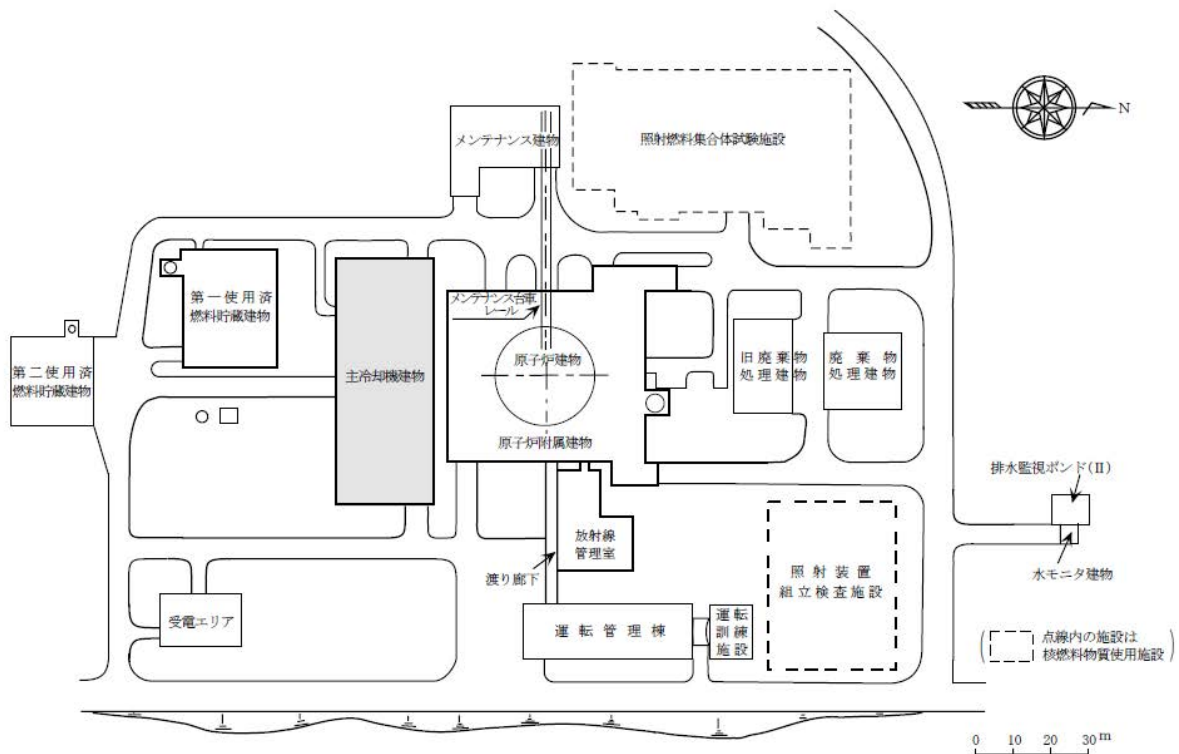 N
メンテナンス建物
照射燃料集合体試験施設
第一使用済
燃料貯蔵建物
メンテナンス台車
レール
第二使用済
燃料貯蔵建物
主冷却機建物
原子炉建物
旧廃棄物
処理建物
廃棄物
処理建物
原子炉附属建物
排水監視ポンド(II)
放射線
管理室
渡り廊下
照射装置
組立検査施設
水モニタ建物
受電エリア
運転管理棟
運転
訓練
施設
点線内の施設は
核燃料物質使用施設
0 10 20 30 m